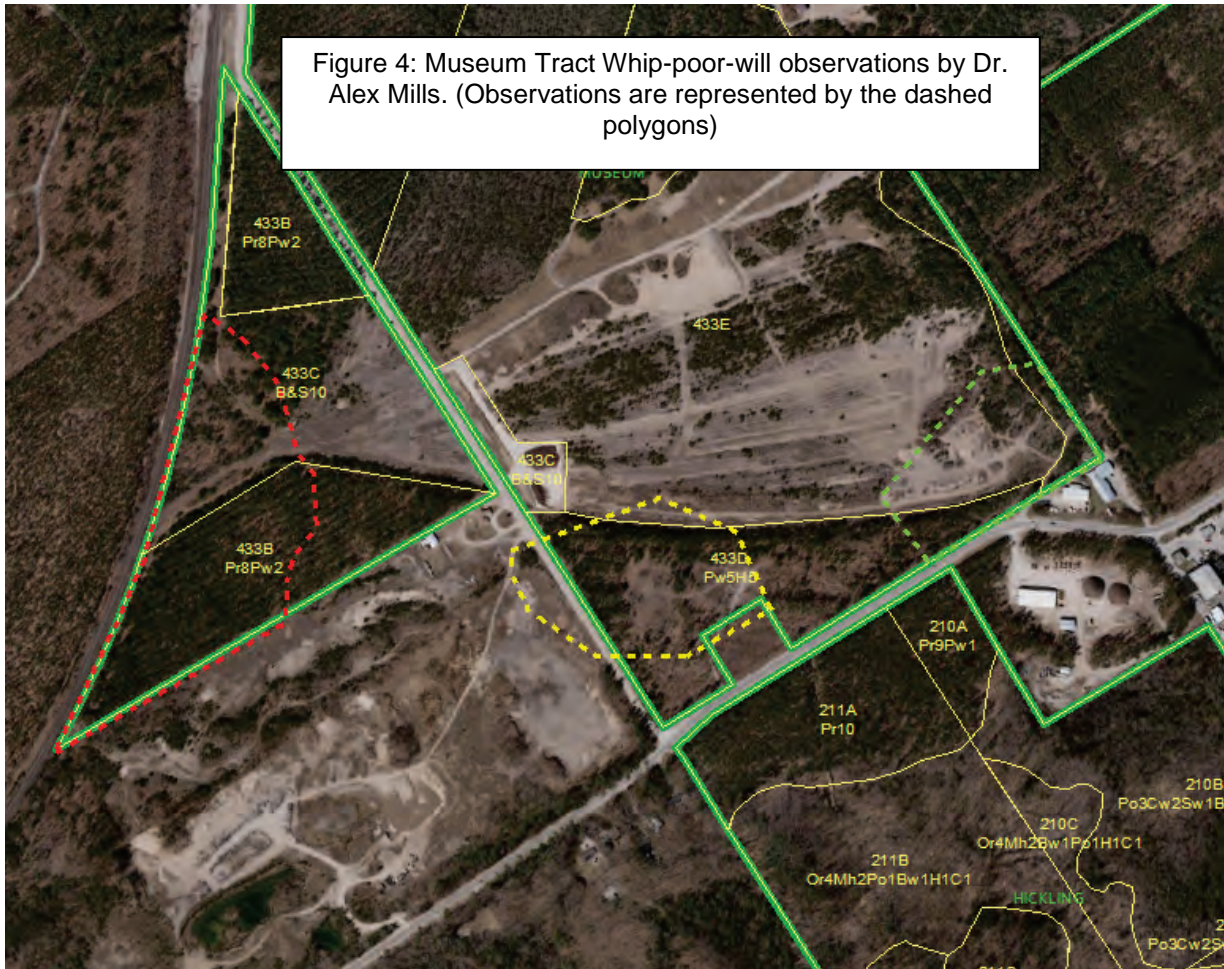 Figure 4: Museum Tract Whip-poor-will observations by Dr.
Alex Mills. (Observations are represented by the dashed
polygons)
MUSEUM
433B
Pr8Pw2
433E
433C
B&S10
433C
B&S10
433B
Pr8Pw2
433D
Pw5H5
210A
Pr9Pw1
211A
Pr10
210B
Po3Cw2Sw1B
210C
Or4Mh2Bw1Po1H1C1
211B
Or4Mh2Po1Bw1H1C1
HICKLING
Po3Cw2S